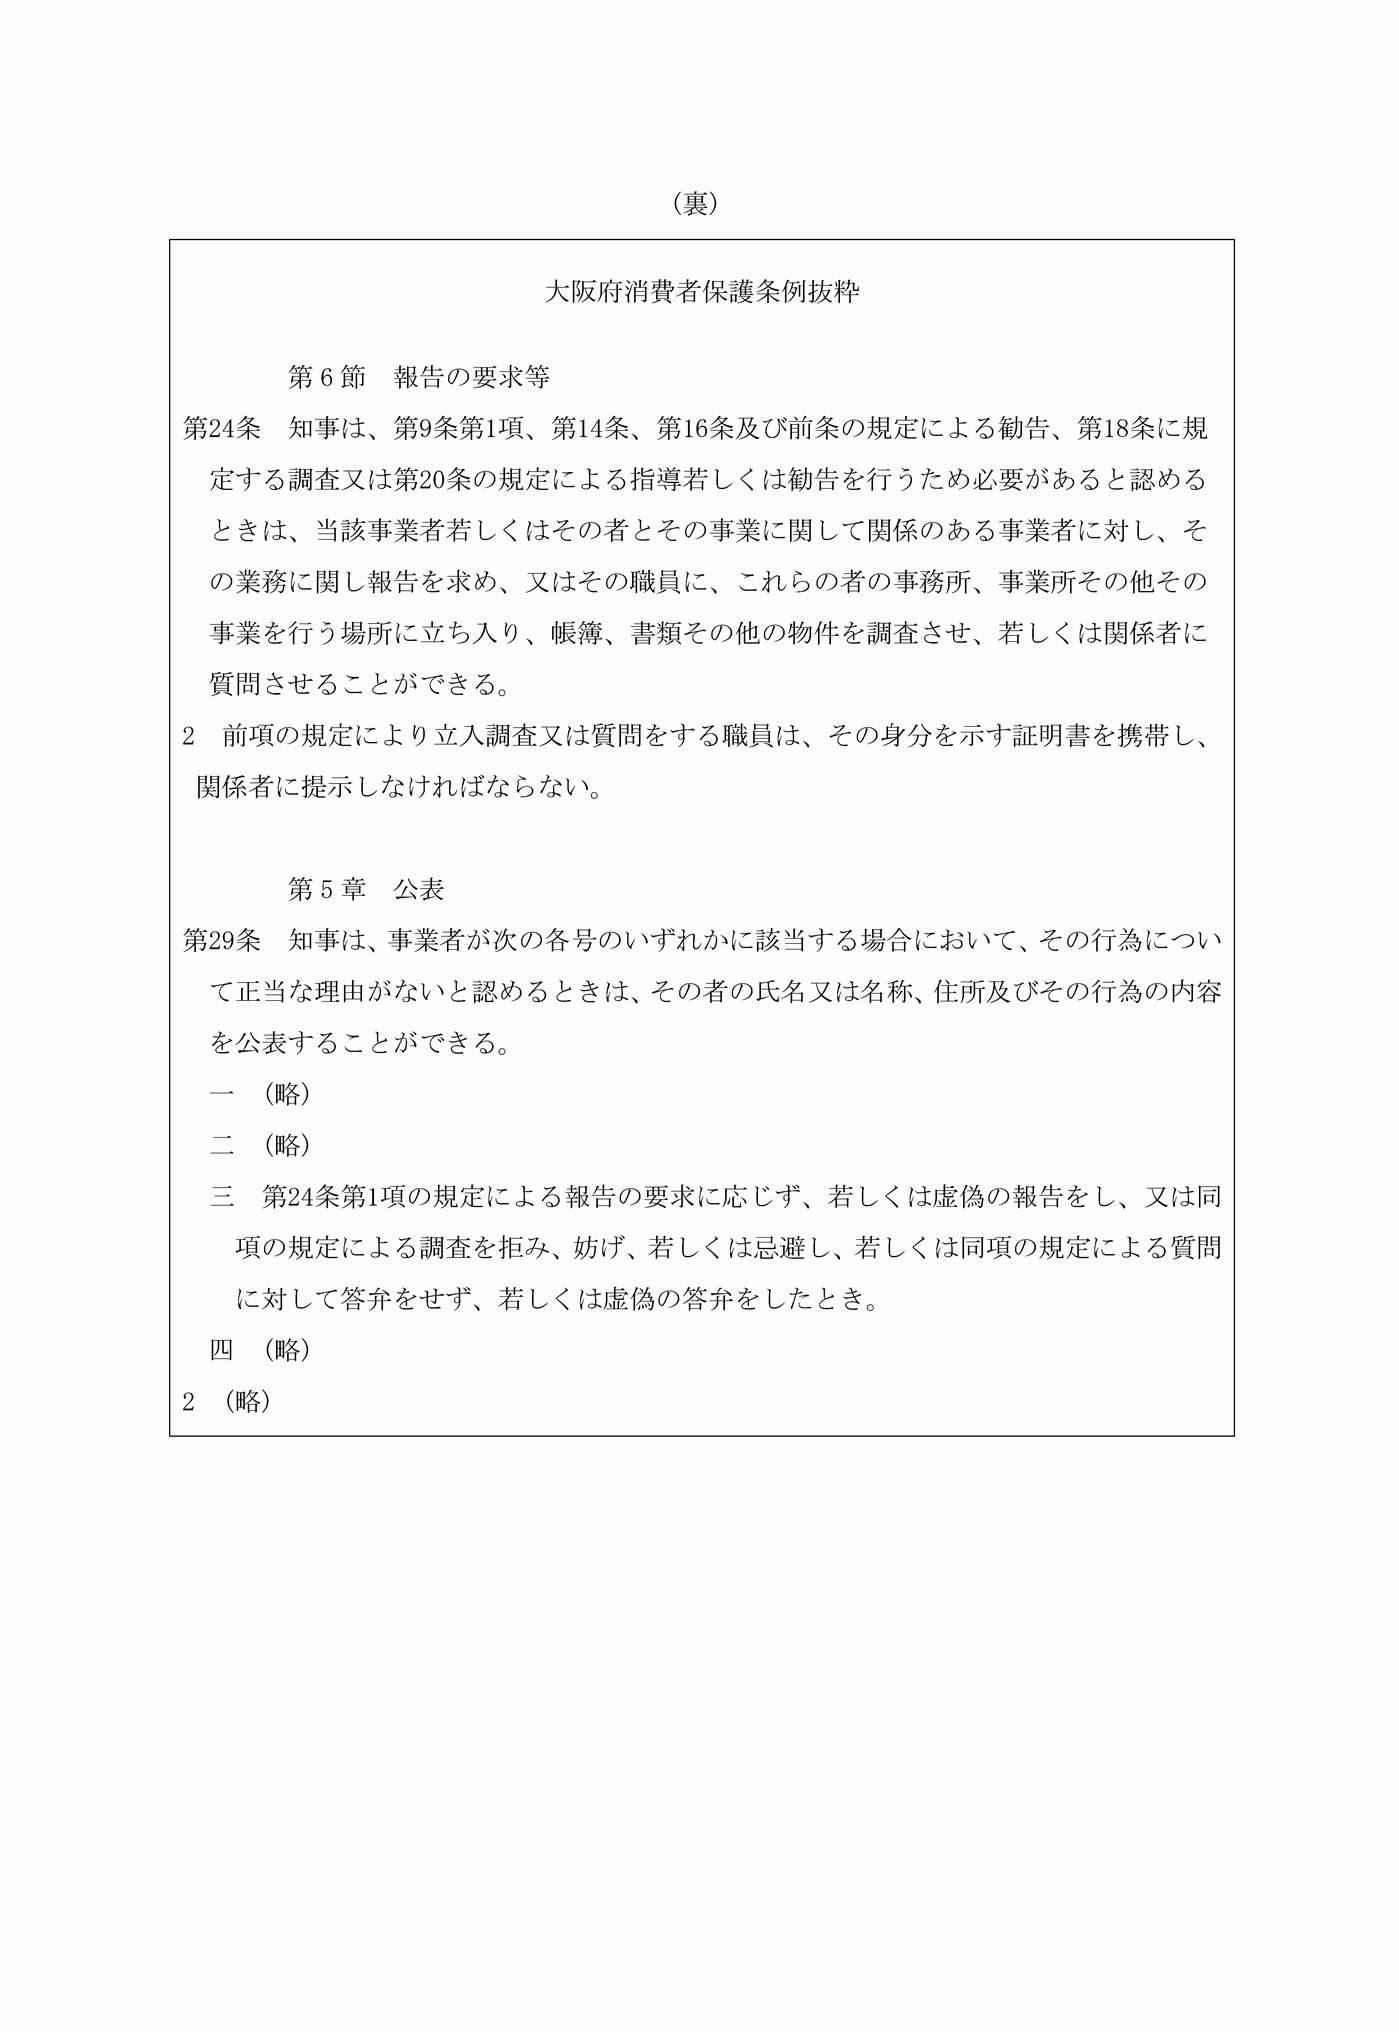 （裏）
大阪府消費者保護条例抜粋
第６節　報告の要求等
第24条　知事は、第9条第1項、第14条、第16条及び前条の規定による勧告、第18条に規
定する調査又は第20条の規定による指導若しくは勧告を行うため必要があると認める
ときは、当該事業者若しくはその者とその事業に関して関係のある事業者に対し、そ
の業務に関し報告を求め、又はその職員に、これらの者の事務所、事業所その他その
事業を行う場所に立ち入り、帳簿、書類その他の物件を調査させ、若しくは関係者に
質問させることができる。
2　前項の規定により立入調査又は質問をする職員は、その身分を示す証明書を携帯し、
関係者に提示しなければならない。
第５章　公表
第29条　知事は、事業者が次の各号のいずれかに該当する場合において、その行為につい
て正当な理由がないと認めるときは、その者の氏名又は名称、住所及びその行為の内容
を公表することができる。
一　（略）
二　（略）
三　第24条第1項の規定による報告の要求に応じず、若しくは虚偽の報告をし、又は同
項の規定による調査を拒み、妨げ、若しくは忌避し、若しくは同項の規定による質問
に対して答弁をせず、若しくは虚偽の答弁をしたとき。
四　（略）
2　（略）